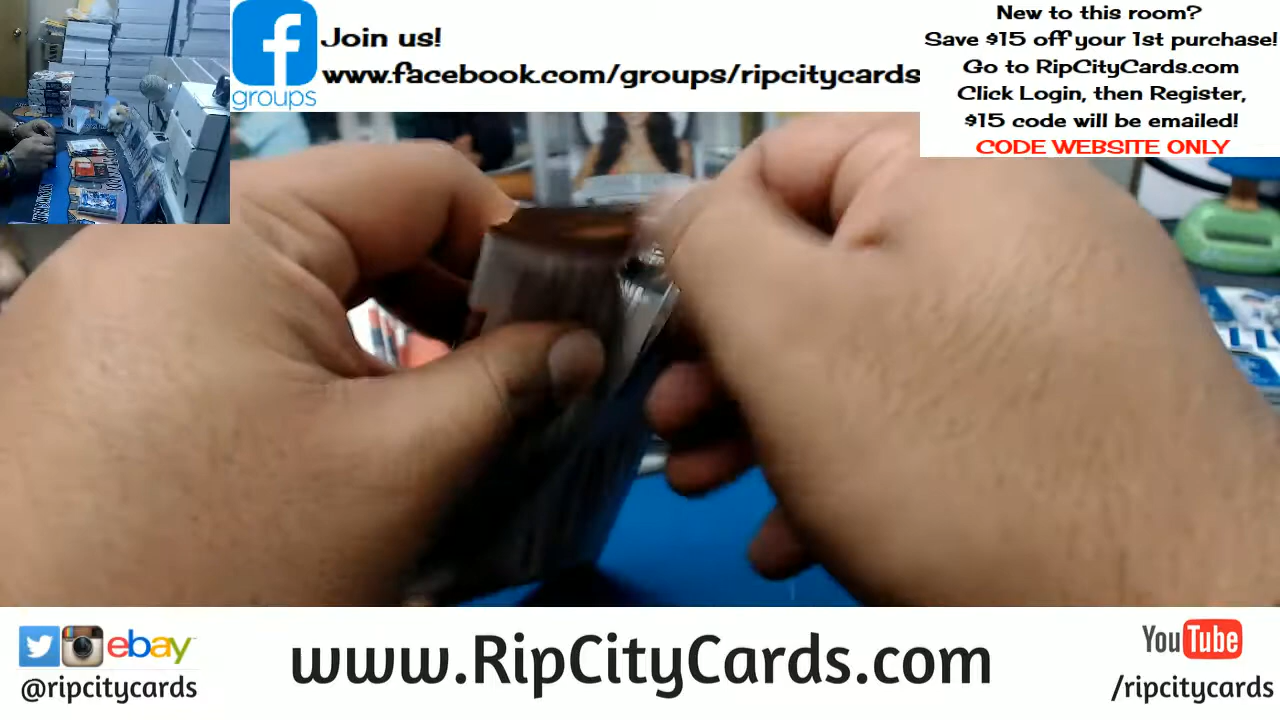 Join us!
www.facebook.com/groups/ripcitycards
groups
New to this room?
Save $15 off your 1st purchase!
Go to RipCityCards.com
Click Login, then Register,
$15 code will be emailed!
CODE WEBSITE ONLY
ebay
@ripcitycards
www.RipCityCards.com
YouTube
/ripcitycards